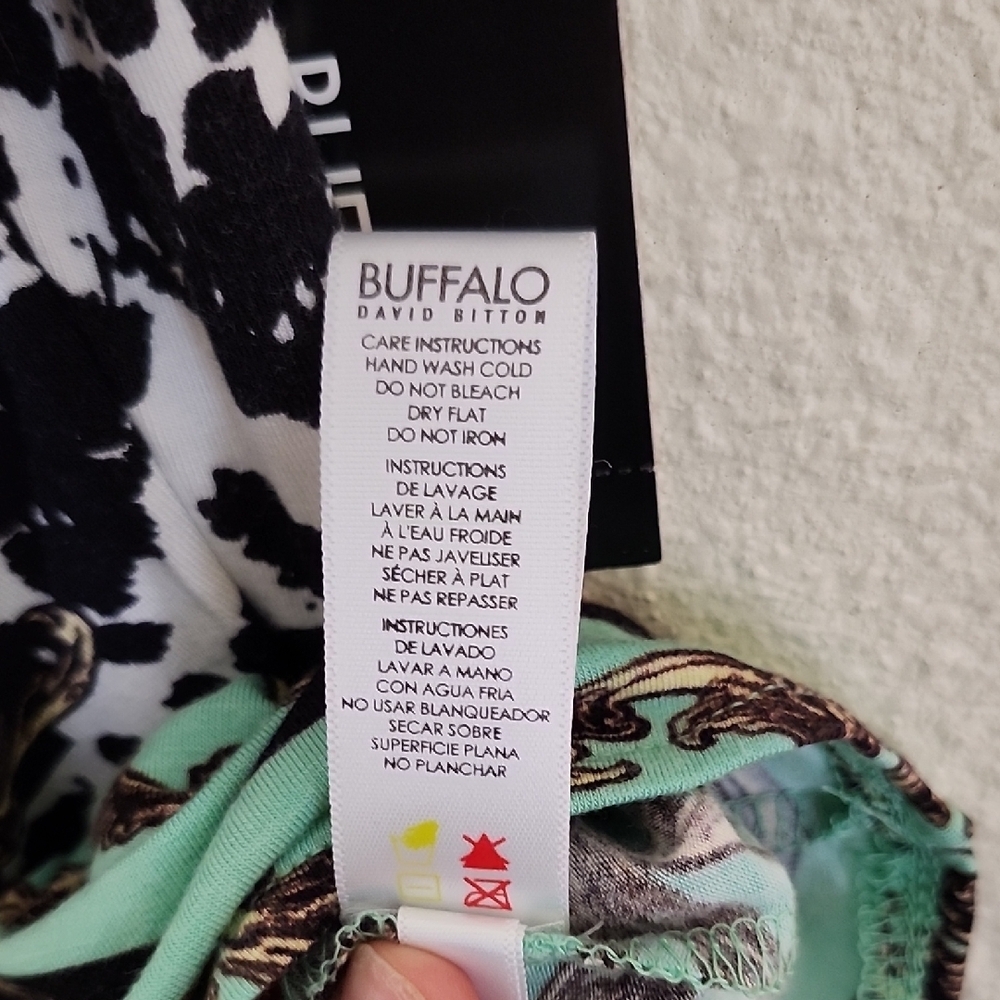 BUFFALO
DAVID BITTON
CARE INSTRUCTIONS
HAND WASH COLD
DO NOT BLEACH
DRY FLAT
DO NOT IRON
INSTRUCTIONS
DE LAVAGE
LAVER À LA MAIN
À L'EAU FROIDE
NE PAS JAVELISER
SÉCHER À PLAT
NE PAS REPASSER
INSTRUCTIONES
DE LAVADO
LAVAR A MANO
CON AGUA FRIA
NO USAR BLANQUEADOR
SECAR SOBRE
SUPERFICIE PLANA
NO PLANCHAR